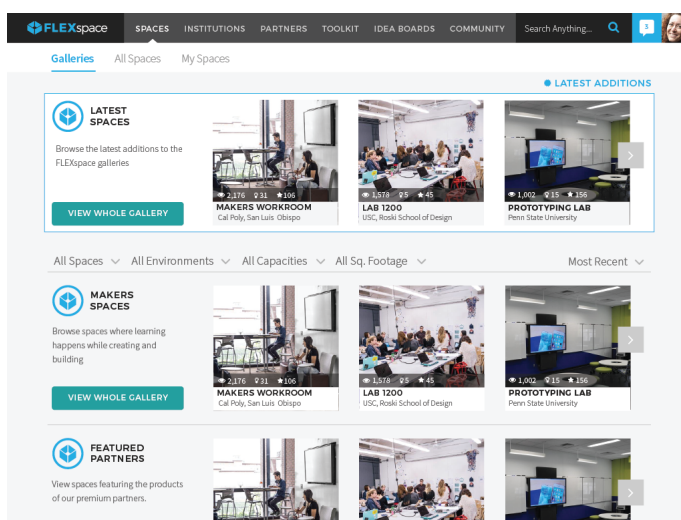 FLEXspace SPACES INSTITUTIONS PARTNERS TOOLKIT IDEA BOARDS COMMUNITY Search Anything... 3
Galleries All Spaces My Spaces
LATEST ADDITIONS
LATEST
SPACES
Browse the latest additions to the
FLEXspace galleries
VIEW WHOLE GALLERY
2,176 31 106
MAKERS WORKROOM
Cal Poly, San Luis Obispo
1,578 5 45
LAB 1200
USC, Roski School of Design
1,002 15 156
PROTOTYPING LAB
Penn State University
All Spaces All Environments All Capacities All Sq. Footage Most Recent
MAKERS
SPACES
Browse spaces where learning
happens while creating and
building
VIEW WHOLE GALLERY
2,176 31 106
MAKERS WORKROOM
Cal Poly, San Luis Obispo
1,578 5 45
LAB 1200
USC, Roski School of Design
1,002 15 156
PROTOTYPING LAB
Penn State University
FEATURED
PARTNERS
View spaces featuring the products
of our premium partners.